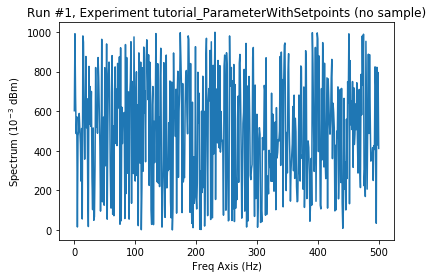 Run #1, Experiment tutorial_ParameterWithSetpoints (no sample)
1000
800
600
400
200
0
Spectrum (10⁻³ dBm)
0 100 200 300 400 500
Freq Axis (Hz)